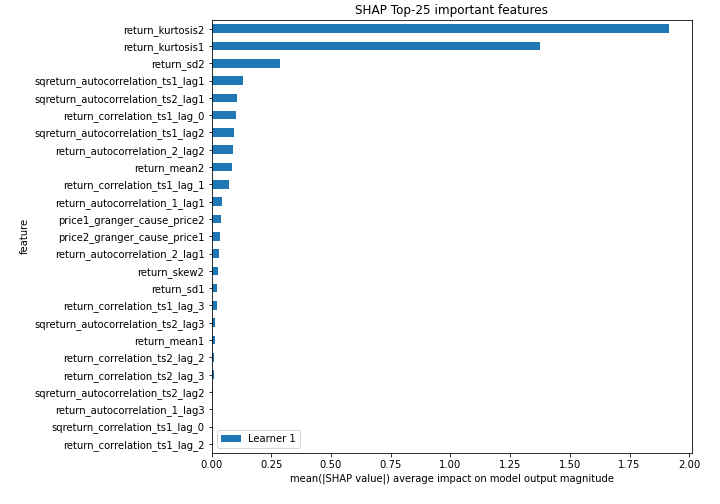 SHAP Top-25 important features
return_kurtosis2
return_kurtosis1
return_sd2
sqreturn_autocorrelation_ts1_lag1
sqreturn_autocorrelation_ts2_lag1
return_correlation_ts1_lag_0
sqreturn_autocorrelation_ts1_lag2
return_autocorrelation_2_lag2
return_mean2
return_correlation_ts1_lag_1
return_autocorrelation_1_lag1
price1_granger_cause_price2
price2_granger_cause_price1
return_autocorrelation_2_lag1
return_skew2
return_sd1
return_correlation_ts1_lag_3
sqreturn_autocorrelation_ts2_lag3
return_mean1
return_correlation_ts2_lag_2
return_correlation_ts2_lag_3
sqreturn_autocorrelation_ts2_lag2
return_autocorrelation_1_lag3
sqreturn_correlation_ts1_lag_0
return_correlation_ts1_lag_2
feature
Learner 1
0.00 0.25 0.50 0.75 1.00 1.25 1.50 1.75 2.00
mean(|SHAP value|) average impact on model output magnitude